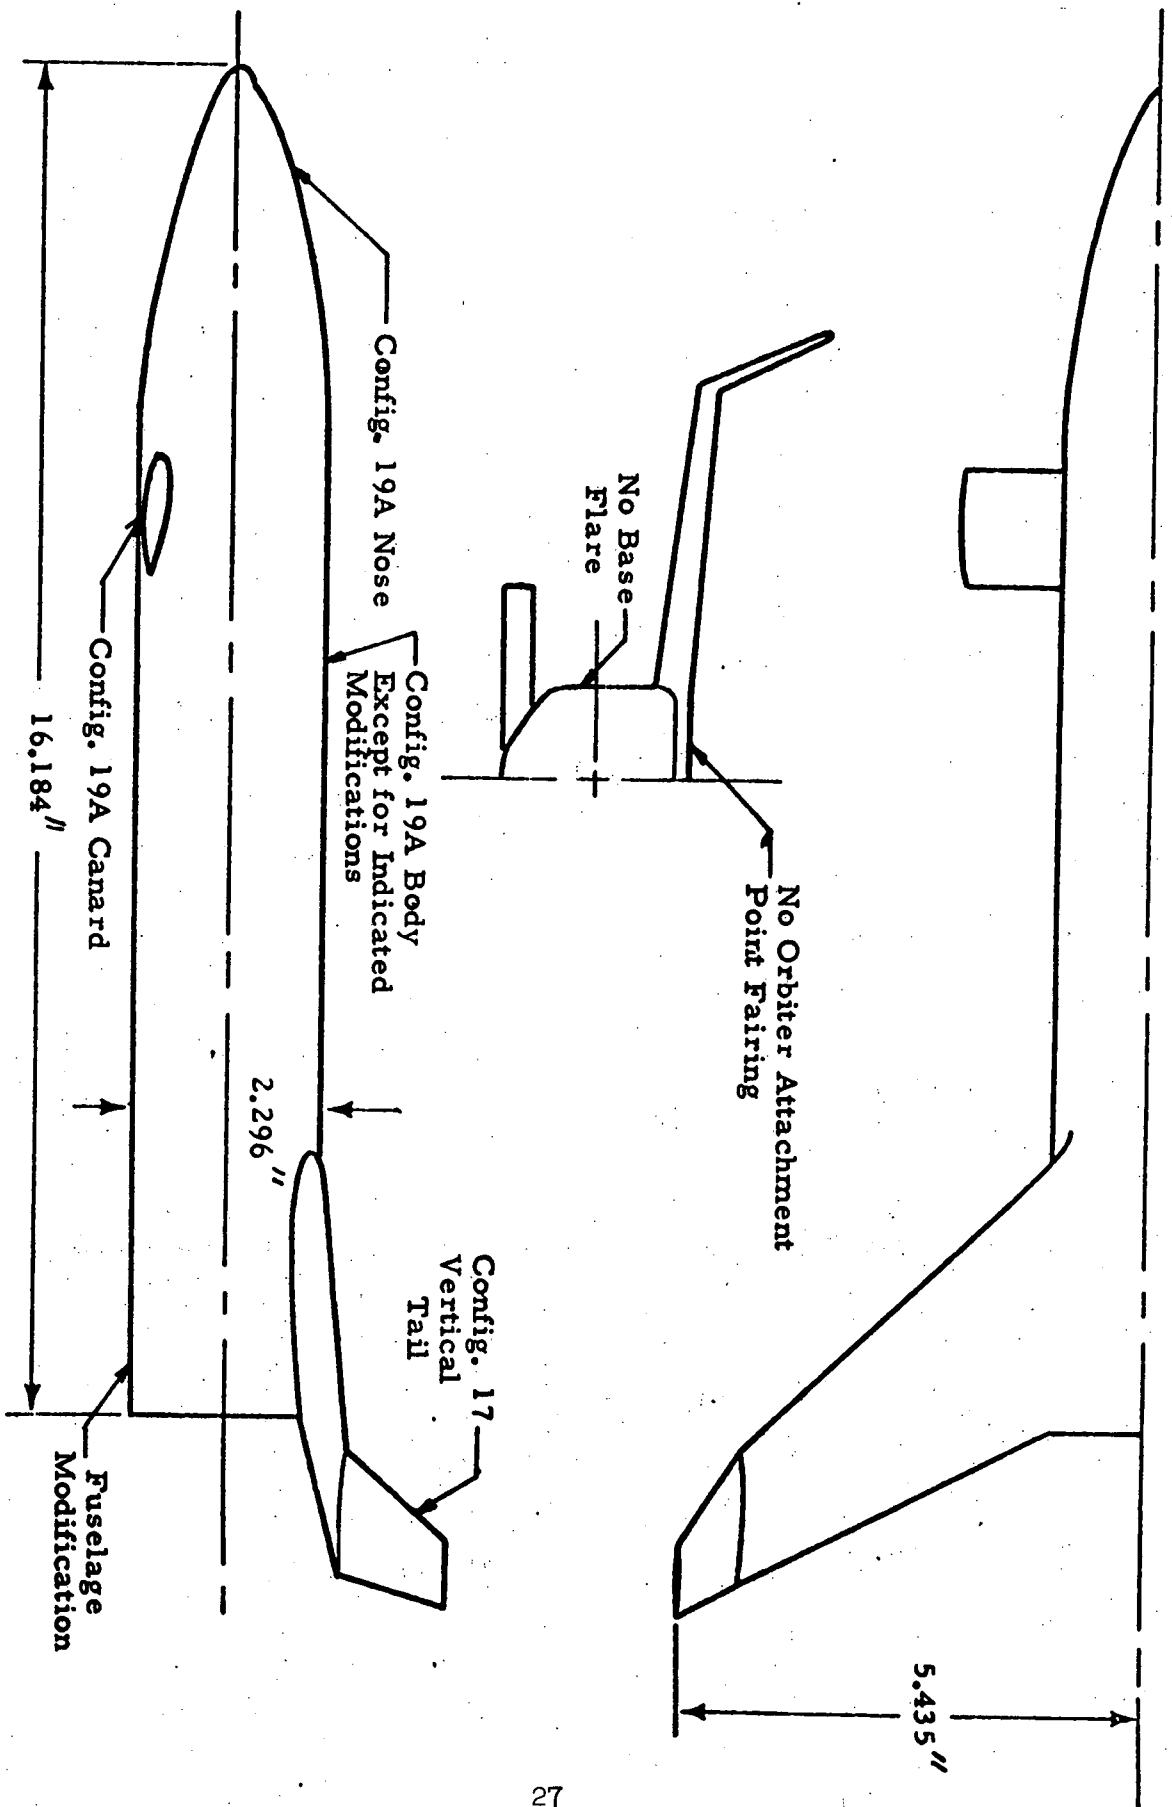 5.435"
No Orbiter Attachment
Point Fairing
No Base
Flare
Config. 17
Vertical
Tail
Config. 19A Body
Except for Indicated
Modifications
Config. 19A Nose
2.296"
Config. 19A Canard
Fuselage
Modification
16.184"
27